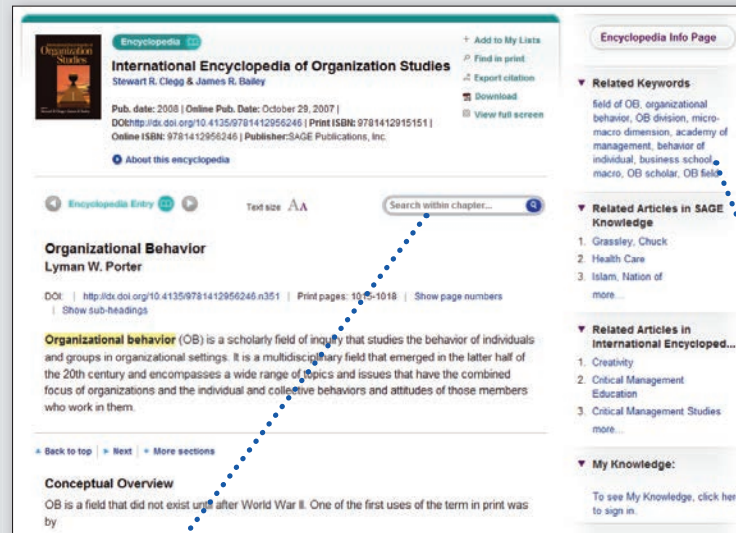 Organization
Studies
Encyclopedia
International Encyclopedia of Organization Studies
Stewart R. Clegg & James R. Bailey
Pub. date: 2008 | Online Pub. Date: October 29, 2007 |
DOI:http://dx.doi.org/10.4135/9781412956246 | Print ISBN: 9781412915151 |
Online ISBN: 9781412956246 | Publisher:SAGE Publications, Inc.
About this encyclopedia
+ Add to My Lists
Find in print
Export citation
Download
View full screen
Encyclopedia Entry
Text size A A
Search within chapter...
Organizational Behavior
Lyman W. Porter
DOI: | http://dx.doi.org/10.4135/9781412956246.n351 | Print pages: 1015-1018 | Show page numbers
| Show sub-headings
Organizational behavior (OB) is a scholarly field of inquiry that studies the behavior of individuals
and groups in organizational settings. It is a multidisciplinary field that emerged in the latter half of
the 20th century and encompasses a wide range of topics and issues that have the combined
focus of organizations and the individual and collective behaviors and attitudes of those members
who work in them.
Back to top | Next | More sections
Conceptual Overview
OB is a field that did not exist until after World War II. One of the first uses of the term in print was
by
Encyclopedia Info Page
Related Keywords
field of OB, organizational
behavior, OB division, micro-
macro dimension, academy of
management, behavior of
individual, business school,
macro, OB scholar, OB field
Related Articles in SAGE
Knowledge
1. Grassley, Chuck
2. Health Care
3. Islam, Nation of
more...
Related Articles in
International Encycloped...
1. Creativity
2. Critical Management
Education
3. Critical Management Studies
more...
My Knowledge:
To see My Knowledge, click here
to sign in.